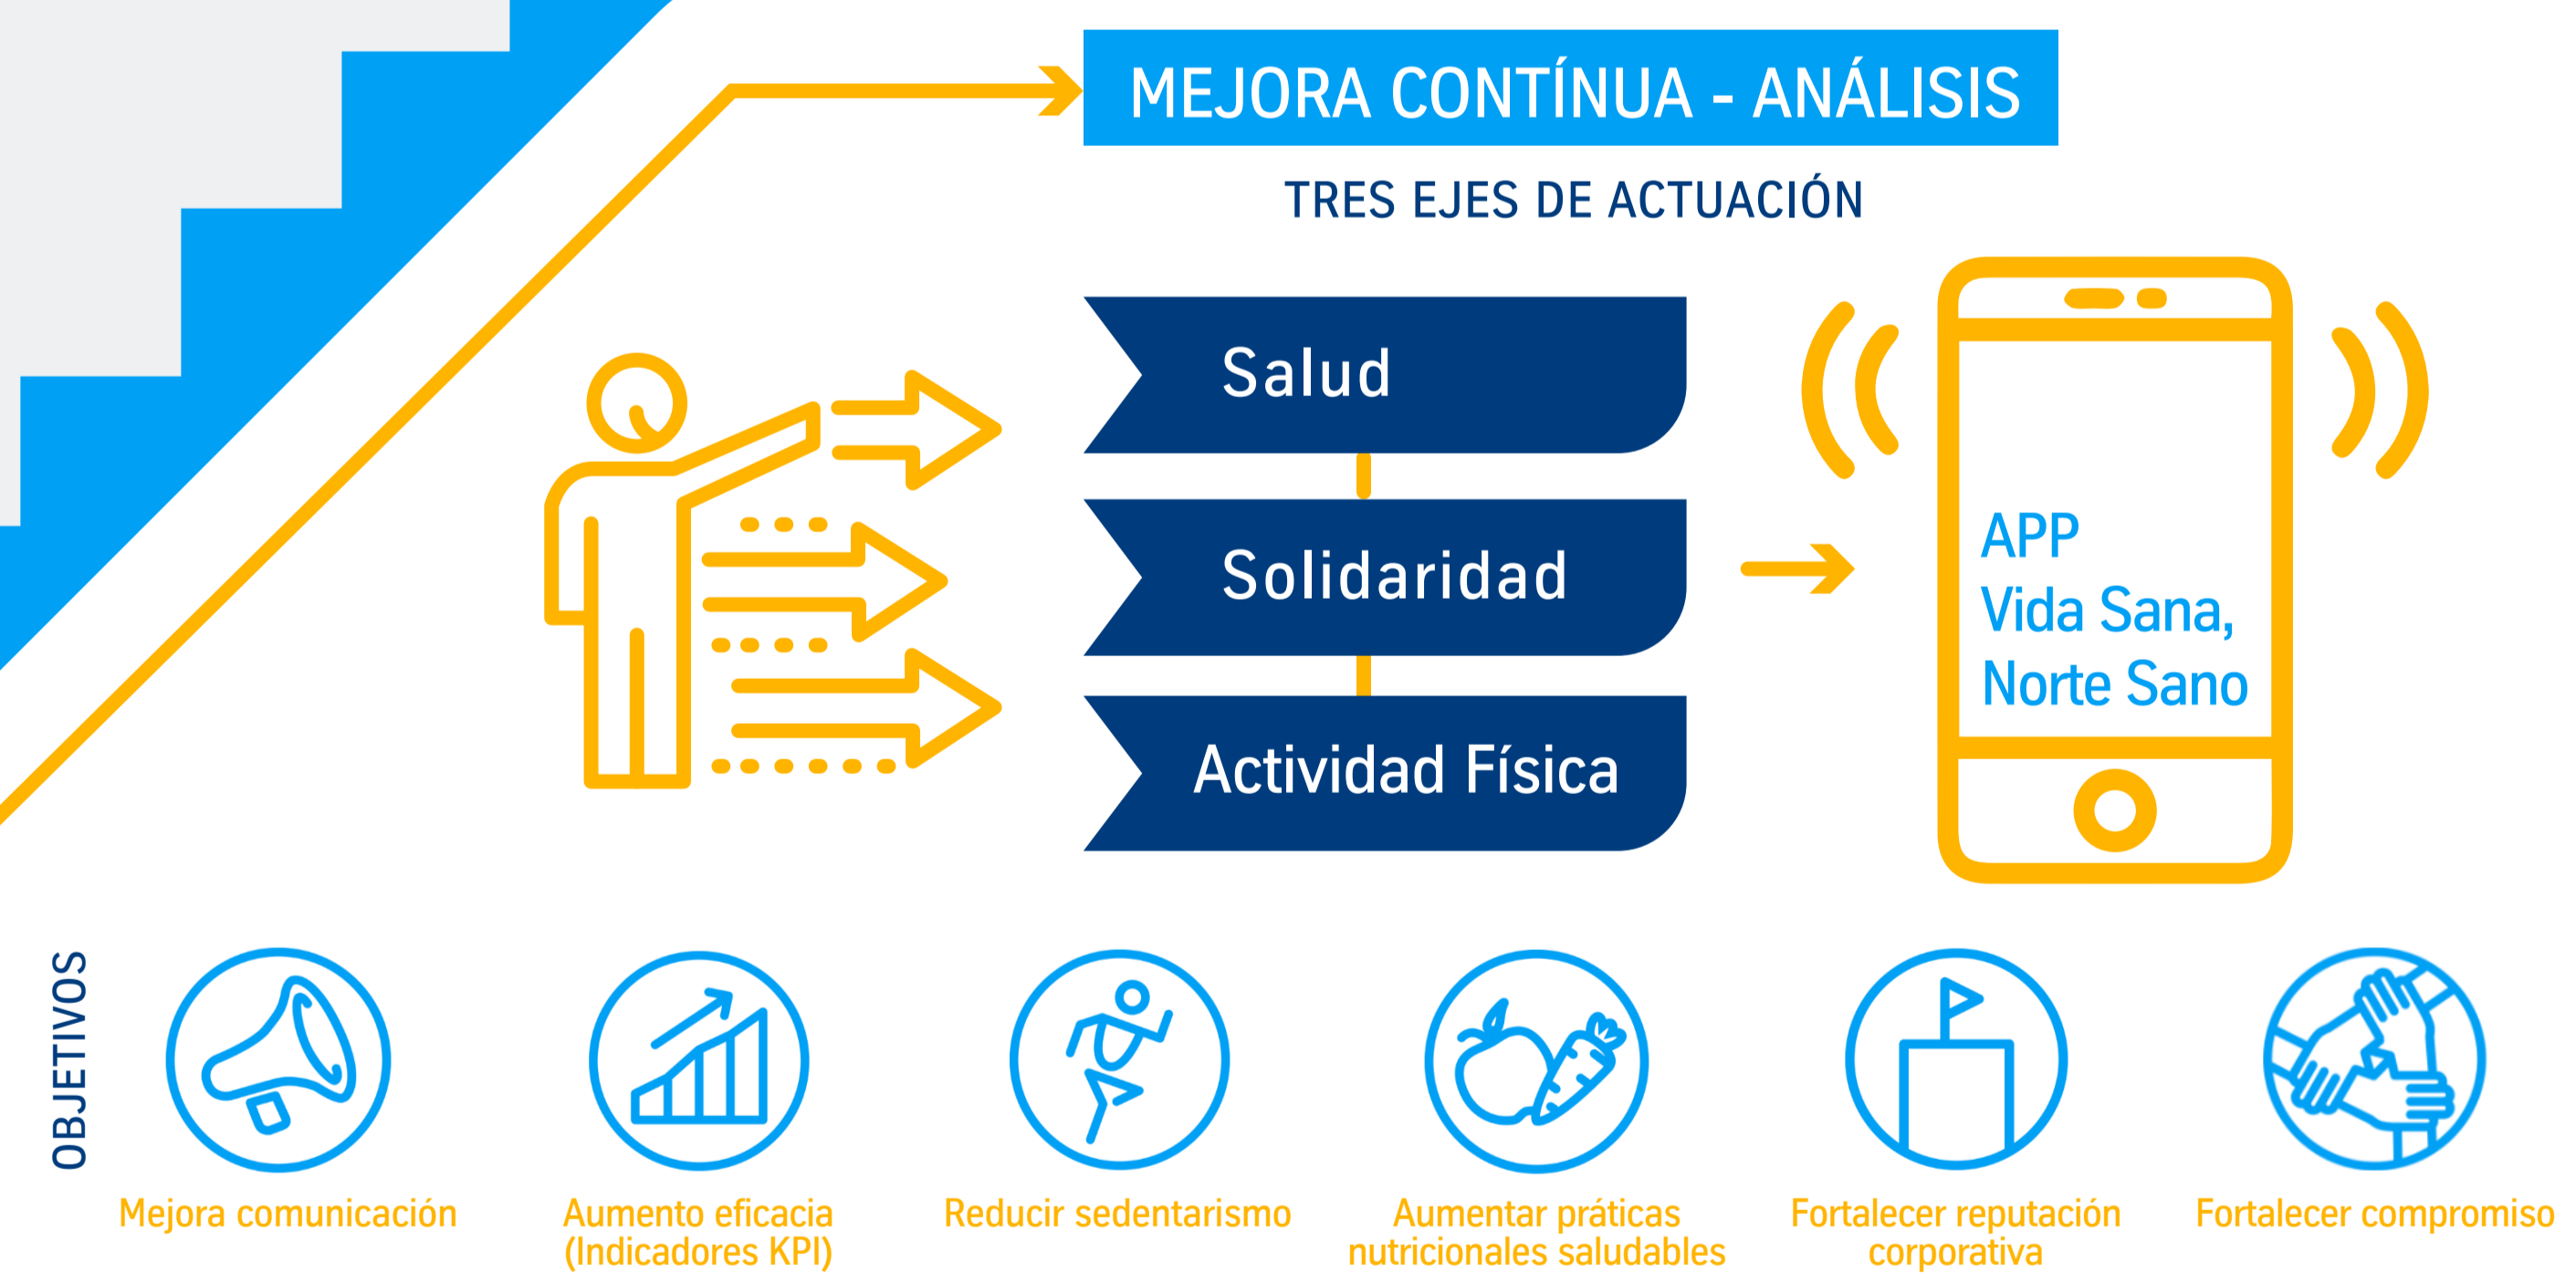 MEJORA CONTÍNUA - ANÁLISIS
TRES EJES DE ACTUACIÓN
Salud
Solidaridad
Actividad Física
APP
Vida Sana,
Norte Sano
OBJETIVOS
Mejora comunicación
Aumento eficacia
(Indicadores KPI)
Reducir sedentarismo
Aumentar práticas
nutricionales saludables
Fortalecer reputación
corporativa
Fortalecer compromiso